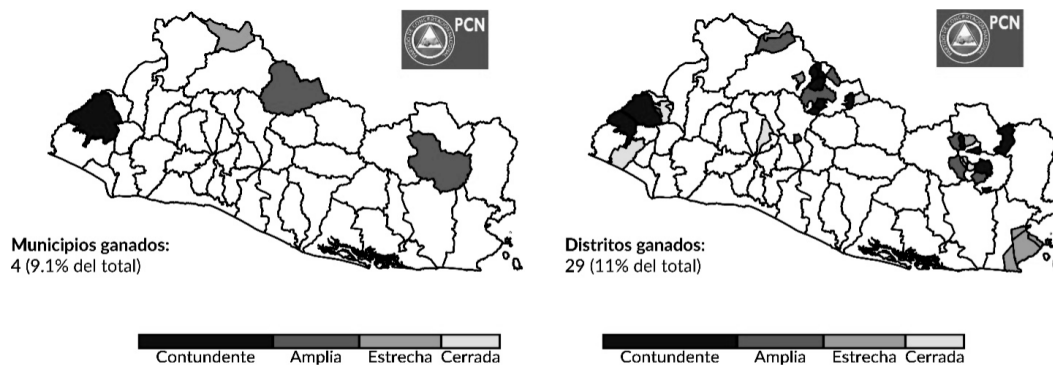 PCN
Municipios ganados:
4 (9.1% del total)
Contundente Amplia Estrecha Cerrada
PCN
Distritos ganados:
29 (11% del total)
Contundente Amplia Estrecha Cerrada